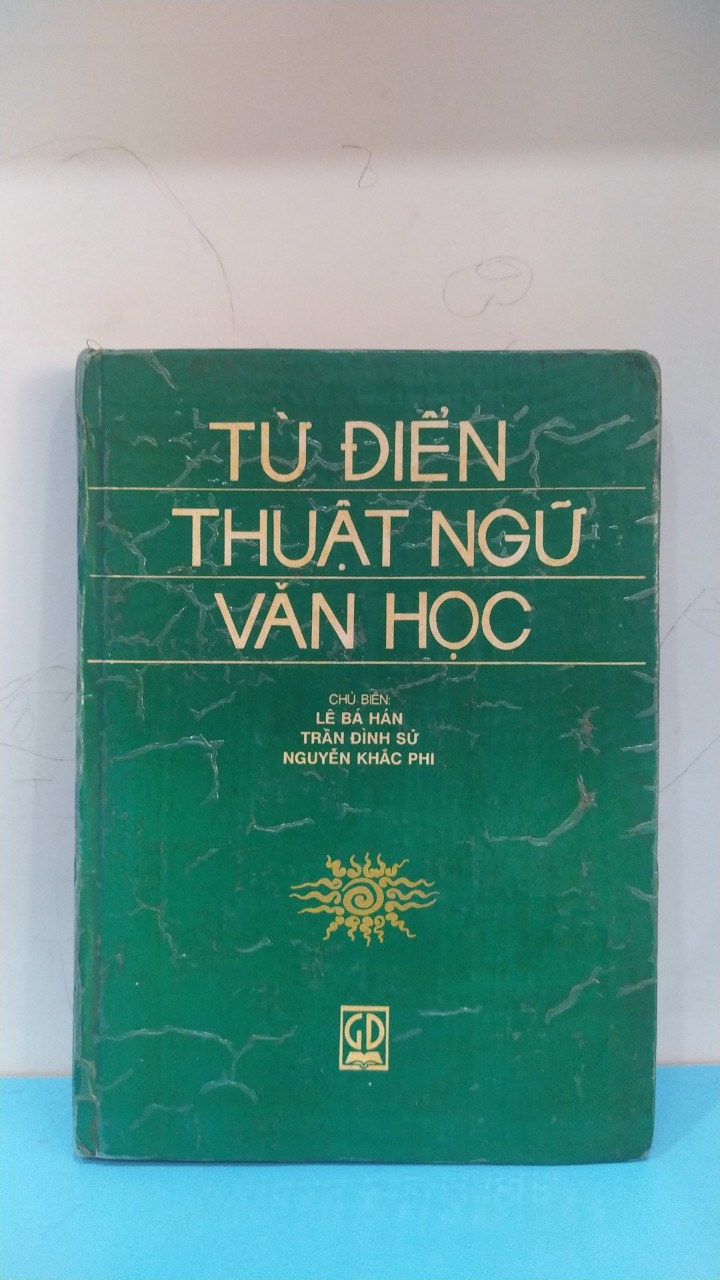 TỪ ĐIỂN
THUẬT NGỮ
VĂN HỌC
CHỦ BIÊN:
LÊ BÁ HÁN
TRẦN ĐÌNH SỬ
NGUYỄN KHẮC PHI
GD